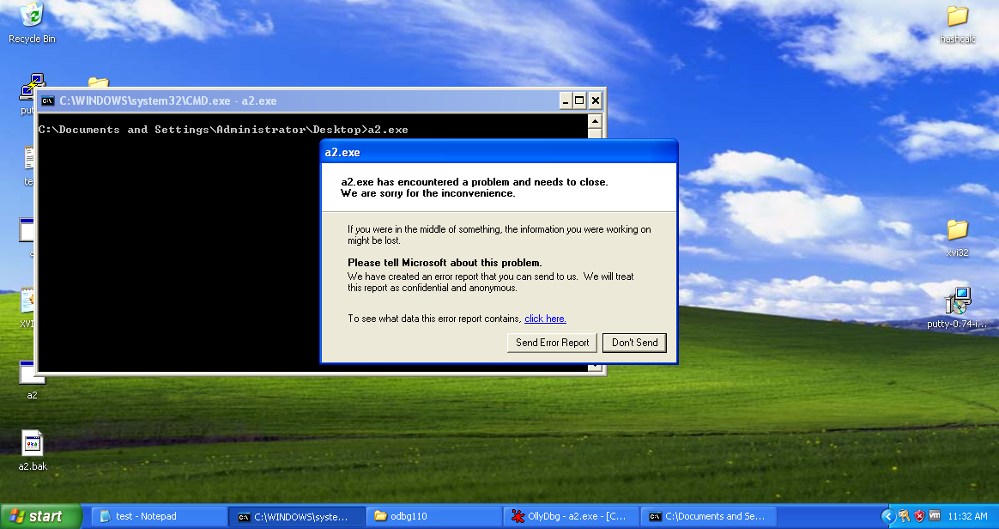 Recycle Bin
hashcalc
C:\WINDOWS\system32\CMD.exe - a2.exe
C:\Documents and Settings\Administrator\Desktop>a2.exe
a2.exe
a2.exe has encountered a problem and needs to close.
We are sorry for the inconvenience.
If you were in the middle of something, the information you were working on
might be lost.
Please tell Microsoft about this problem.
We have created an error report that you can send to us. We will treat
this report as confidential and anonymous.
To see what data this error report contains, click here.
Send Error Report
Don't Send
put
te
a
XVI
a2
a2.bak
xvi32
putty-0.74-i...
start
test - Notepad
C:\WINDOWS\syste...
odbg110
OllyDbg - a2.exe - [C...
C:\Documents and Se...
11:32 AM